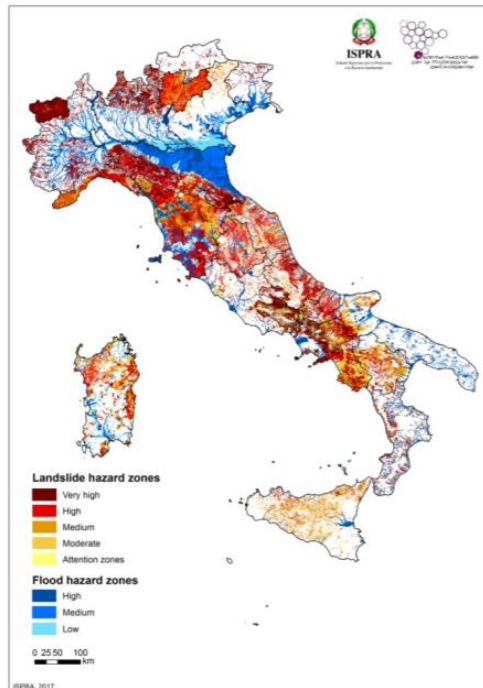 ISPRA
Landslide hazard zones
Very high
High
Medium
Moderate
Attention zones
Flood hazard zones
High
Medium
Low
0 25 50 100
km
ISPRA, 2017